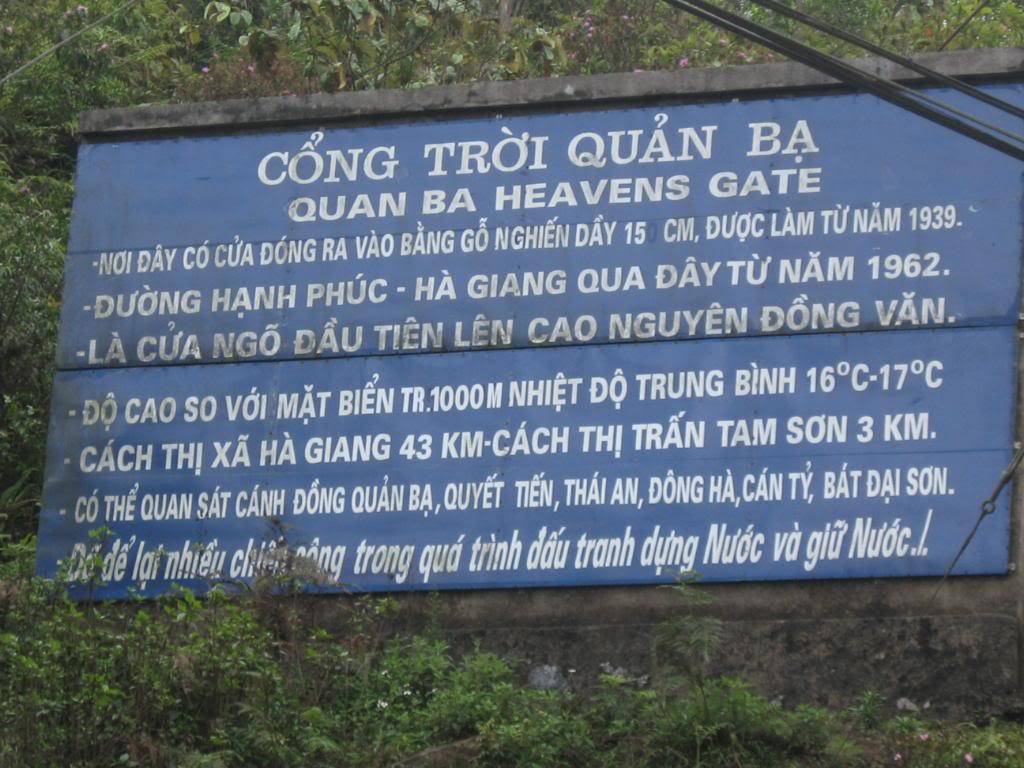 CỔNG TRỜI QUẢN BẠ
QUAN BA HEAVENS GATE
-NƠI ĐÂY CÓ CỬA ĐÓNG RA VÀO BẰNG GỖ NGHIẾN DẦY 15 CM, ĐƯỢC LÀM TỪ NĂM 1939.
-ĐƯỜNG HẠNH PHÚC - HÀ GIANG QUA ĐÂY TỪ NĂM 1962.
-LÀ CỬA NGÕ ĐẦU TIÊN LÊN CAO NGUYÊN ĐỒNG VĂN.
- ĐỘ CAO SO VỚI MẶT BIỂN TR.1000M NHIỆT ĐỘ TRUNG BÌNH 16ºC-17ºC
- CÁCH THỊ XÃ HÀ GIANG 43 KM-CÁCH THỊ TRẤN TAM SƠN 3 KM.
- CÓ THỂ QUAN SÁT CÁNH ĐỒNG QUẢN BẠ, QUYẾT TIẾN, THÁI AN, ĐÔNG HÀ, CÁN TỶ, BÁT ĐẠI SƠN.
- Đã để lại nhiều chiến công trong quá trình đấu tranh dựng Nước và giữ Nước./.